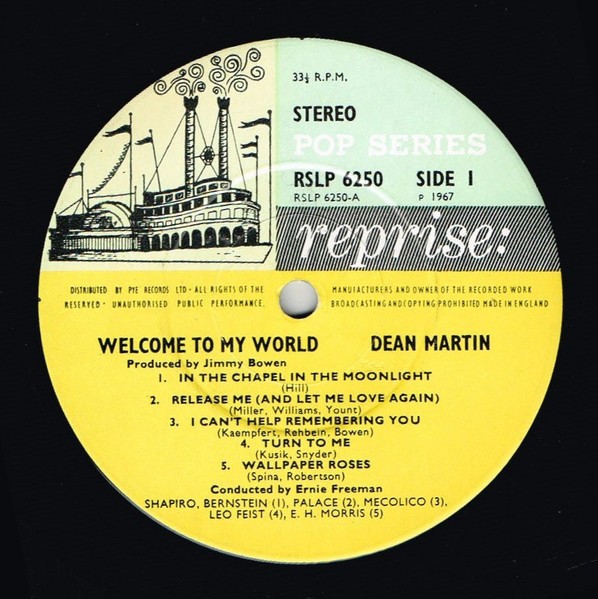 33⅓ R.P.M.
STEREO
POP SERIES
RSLP 6250 SIDE 1
RSLP 6250-A P 1967
reprise:
DISTRIBUTED BY PYE RECORDS LTD · ALL RIGHTS OF THE MANUFACTURERS AND OWNER OF THE RECORDED WORK
RESERVED · UNAUTHORISED PUBLIC PERFORMANCE. BROADCASTING AND COPYING PROHIBITED MADE IN ENGLAND
WELCOME TO MY WORLD DEAN MARTIN
Produced by Jimmy Bowen
1. IN THE CHAPEL IN THE MOONLIGHT
(Hill)
2. RELEASE ME (AND LET ME LOVE AGAIN)
(Miller, Williams, Yount)
3. I CAN'T HELP REMEMBERING YOU
(Kaempfert, Rehbein, Bowen)
4. TURN TO ME
(Kusik, Snyder)
5. WALLPAPER ROSES
(Spina, Robertson)
Conducted by Ernie Freeman
SHAPIRO, BERNSTEIN (1), PALACE (2), MECOLICO (3),
LEO FEIST (4), E. H. MORRIS (5)